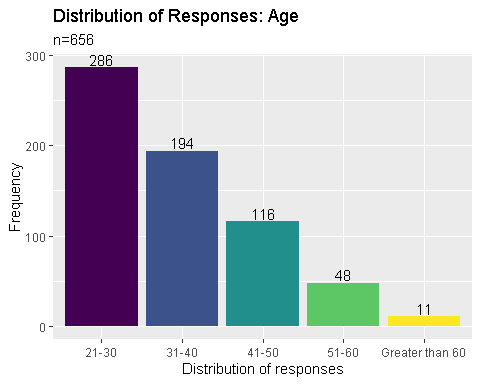 Distribution of Responses: Age
n=656
Frequency
300
200
100
0
286
194
116
48
11
21-30
31-40
41-50
51-60
Greater than 60
Distribution of responses